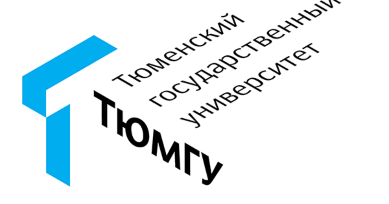 Тюменский
государственный
университет
ТЮМГУ